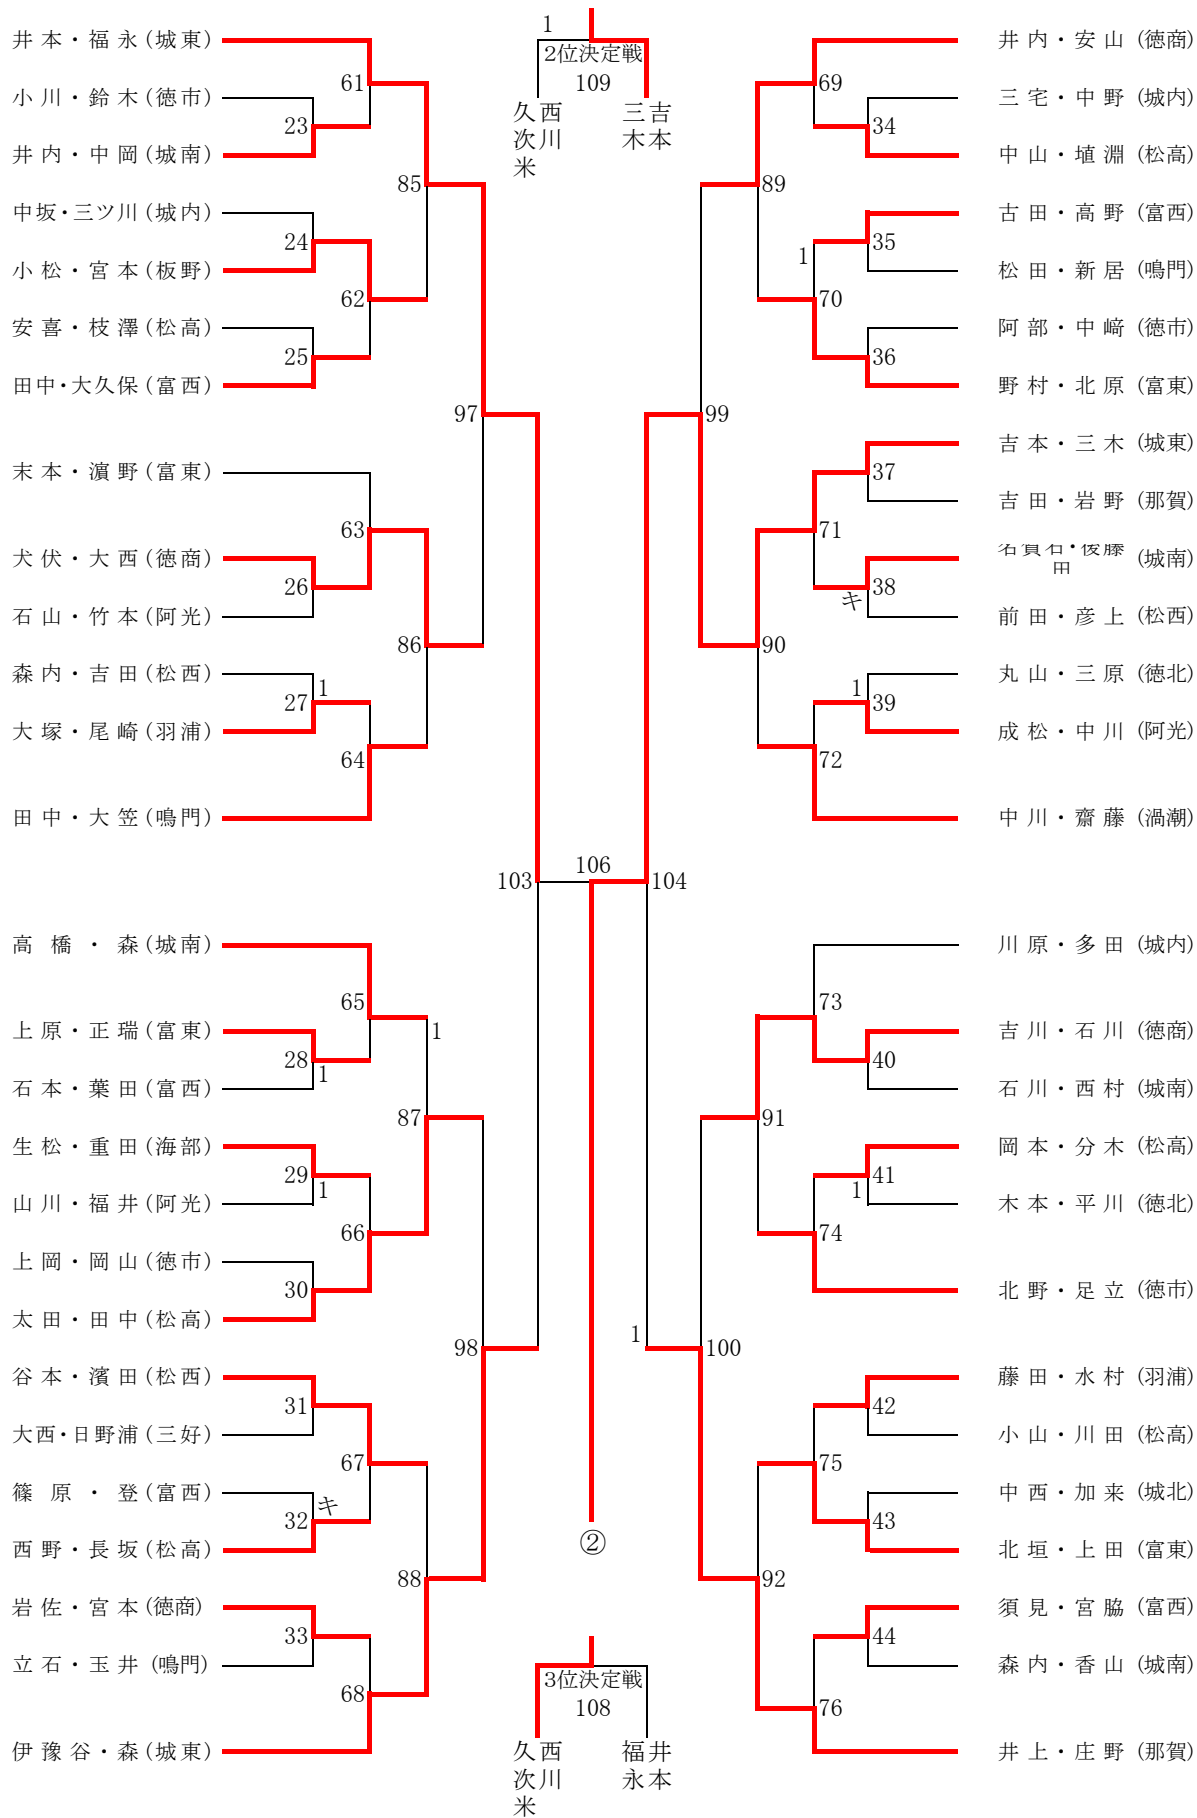 井本・福永(城東)
小川・鈴木(徳市)
井内・中岡(城南)
中坂・三ツ川(城内)
小松・宮本(板野)
安喜・枝澤(松高)
田中・大久保(富西)
末本・濵野(富東)
犬伏・大西(徳商)
石山・竹本(阿光)
森内・吉田(松西)
大塚・尾崎(羽浦)
田中・大笠(鳴門)
高橋・森(城南)
上原・正瑞(富東)
石本・葉田(富西)
生松・重田(海部)
山川・福井(阿光)
上岡・岡山(徳市)
太田・田中(松高)
谷本・濱田(松西)
大西・日野浦(三好)
篠原・登(富西)
西野・長坂(松高)
岩佐・宮本(徳商)
立石・玉井(鳴門)
伊豫谷・森(城東)
23
24
25
26
27
1
28
1
29
1
30
31
32
キ
33
61
62
63
64
65
66
67
68
85
86
87
1
88
97
98
103
1
2位決定戦
109
西川
久次米
吉本
三木
106
②
3位決定戦
108
西川
久次米
井本
福永
104
1
99
100
89
90
91
92
69
70
1
71
キ
72
73
74
75
76
34
35
36
37
38
39
1
40
41
1
42
43
44
井内・安山(徳商)
三宅・中野(城内)
中山・埴淵(松高)
古田・高野(富西)
松田・新居(鳴門)
阿部・中﨑(徳市)
野村・北原(富東)
吉本・三木(城東)
吉田・岩野(那賀)
・後藤(城南)
田
前田・彦上(松西)
丸山・三原(徳北)
成松・中川(阿光)
中川・齋藤(渦潮)
川原・多田(城内)
吉川・石川(徳商)
石川・西村(城南)
岡本・分木(松高)
木本・平川(徳北)
北野・足立(徳市)
藤田・水村(羽浦)
小山・川田(松高)
中西・加来(城北)
北垣・上田(富東)
須見・宮脇(富西)
森内・香山(城南)
井上・庄野(那賀)